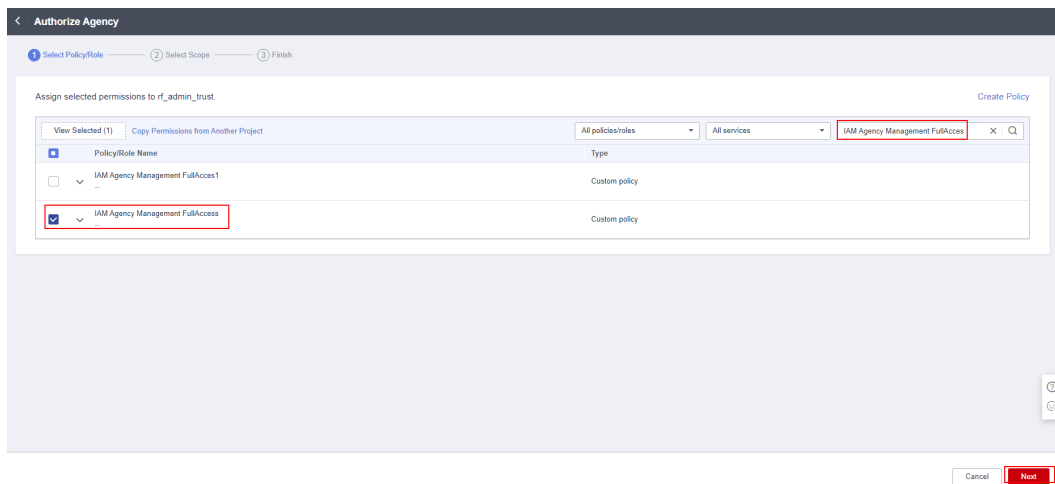 Authorize Agency
1 Select Policy/Role 2 Select Scope 3 Finish
Assign selected permissions to rf_admin_trust. Create Policy
View Selected (1) Copy Permissions from Another Project All policies/roles All services IAM Agency Management FullAcces
Policy/Role Name Type
IAM Agency Management FullAcces1 Custom policy
--
IAM Agency Management FullAccess Custom policy
--
Cancel Next